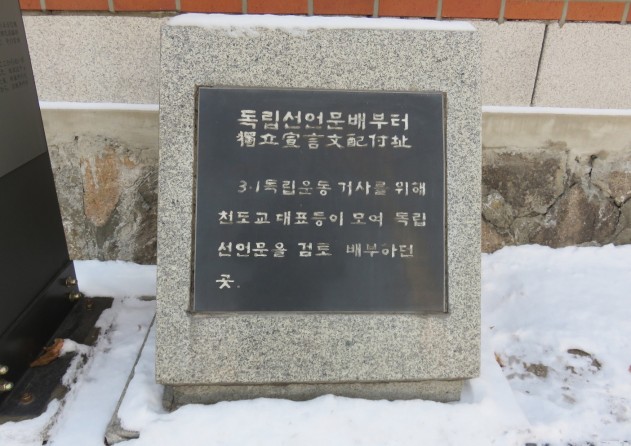 독립선언문배부터
獨立宣言文配付址
3·1독립운동 거사를 위해
천도교 대표등이 모여 독립
선언문을 검토 배부하던
곳.